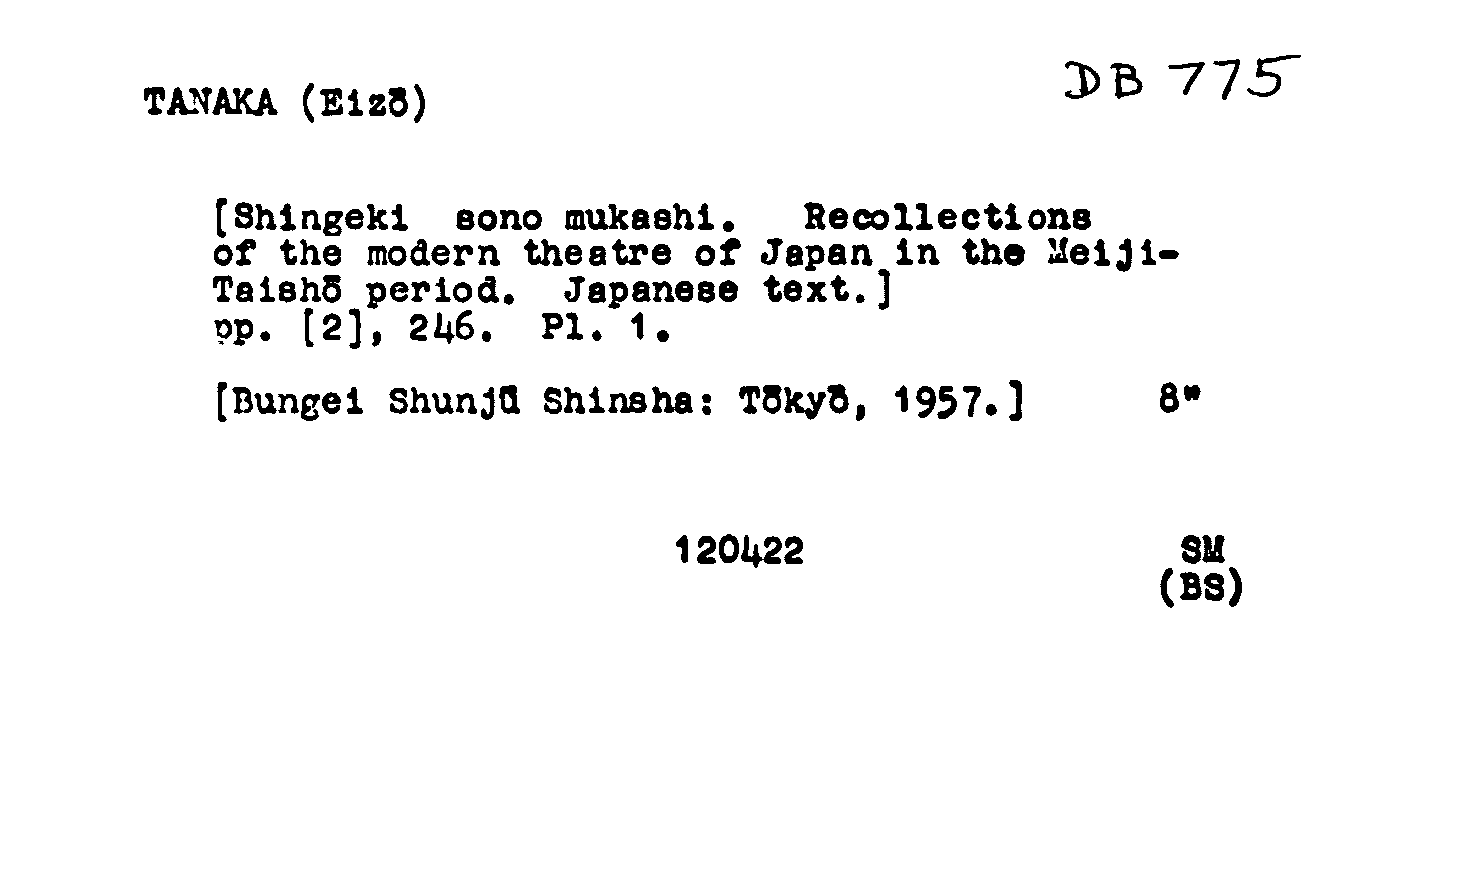 DB 775
TANAKA (Eizō)
[Shingeki sono mukashi. Recollections
of the modern theatre of Japan in the Meiji-
Taishō period. Japanese text.]
pp. [2], 246. Pl. 1.
[Bungei Shunjū Shinsha: Tōkyō, 1957.] 8"
120422 SM
(BS)